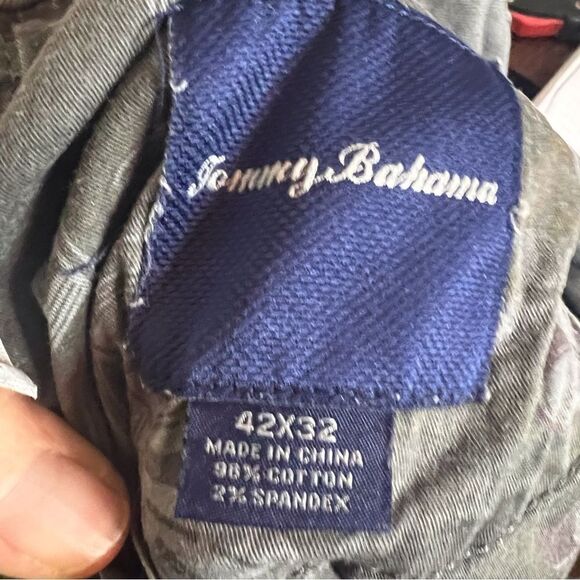 Tommy Bahama
42X32
MADE IN CHINA
98% COTTON
2% SPANDEX